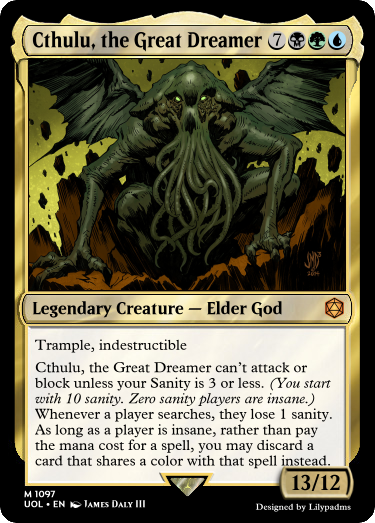 Cthulu, the Great Dreamer 7
Legendary Creature — Elder God
Trample, indestructible
Cthulu, the Great Dreamer can't attack or
block unless your Sanity is 3 or less. (You start
with 10 sanity. Zero sanity players are insane.)
Whenever a player searches, they lose 1 sanity.
As long as a player is insane, rather than pay
the mana cost for a spell, you may discard a
card that shares a color with that spell instead.
13/12
M 1097
UOL • EN James Daly III
Designed by Lilypadms